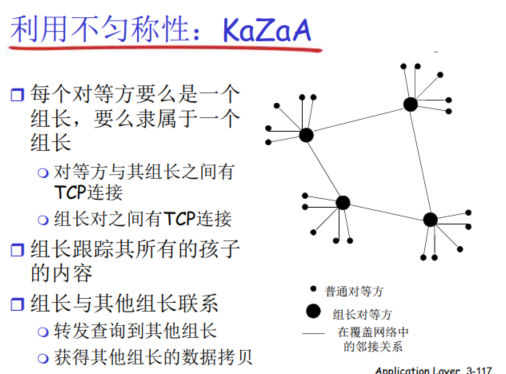 利用不匀称性：KaZaA
每个对等方要么是一个
组长，要么隶属于一个
组长
对等方与其组长之间有
TCP连接
组长对之间有TCP连接
组长跟踪其所有的孩子
的内容
组长与其他组长联系
转发查询到其他组长
获得其他组长的数据拷贝
普通对等方
组长对等方
在覆盖网络中
的邻接关系
Application Layer 3-117